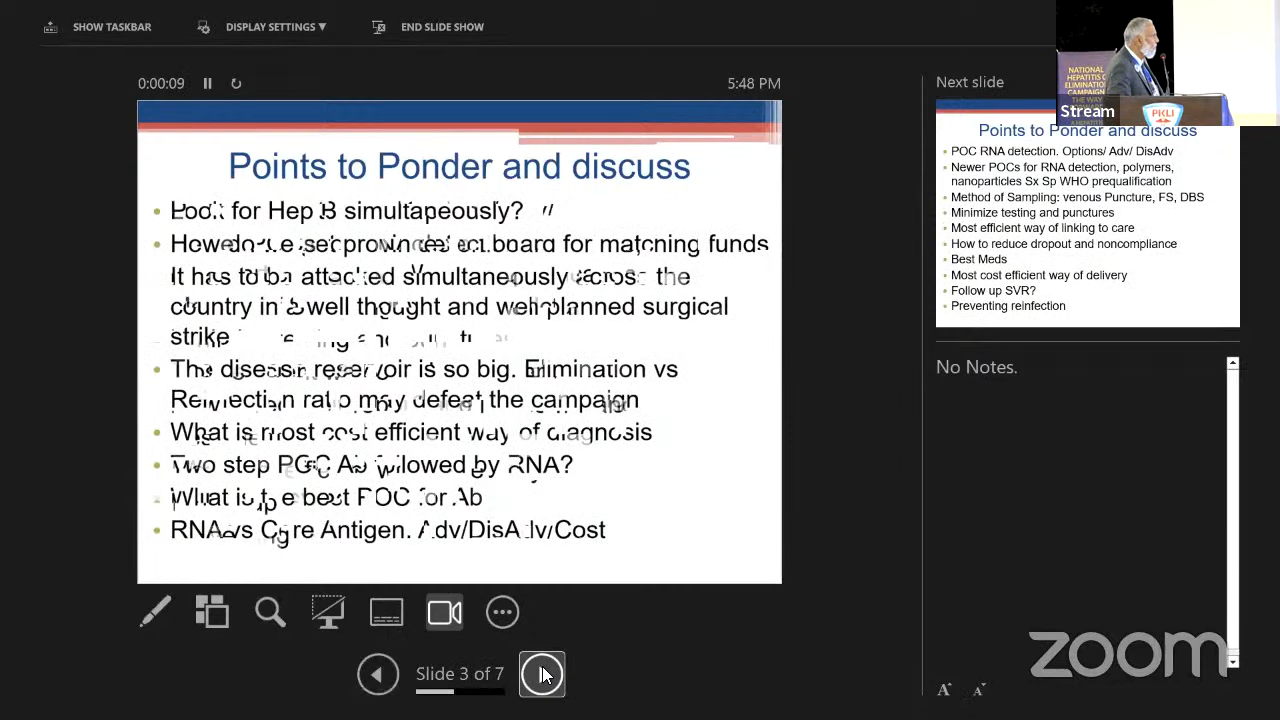 SHOW TASKBAR
DISPLAY SETTINGS ▼
END SLIDE SHOW
0:00:09
5:48 PM
Points to Ponder and discuss
• Look for Hep B simultaneously?
• How do we set provinces on board for matching funds
It has to be attacked simultaneously across the
country in a well thought and well planned surgical
strike
• The disease reservoir is so big. Elimination vs
Reinfection ratio may defeat the campaign
• What is most cost efficient way of diagnosis
• Two step POC Ab followed by RNA?
• What is the best POC for Ab
• RNA vs Core Antigen. Adv/DisAdv/Cost
Slide 3 of 7
Next slide
Points to Ponder and discuss
• POC RNA detection. Options/ Adv/ DisAdv
• Newer POCs for RNA detection, polymers,
nanoparticles Sx Sp WHO prequalification
• Method of Sampling: venous Puncture, FS, DBS
• Minimize testing and punctures
• Most efficient way of linking to care
• How to reduce dropout and noncompliance
• Best Meds
• Most cost efficient way of delivery
• Follow up SVR?
• Preventing reinfection
No Notes.
A A
NATIONAL
HEPATITIS C
ELIMINATION
CAMPAIGN
THE WAY
Stream
PKLI
zoom